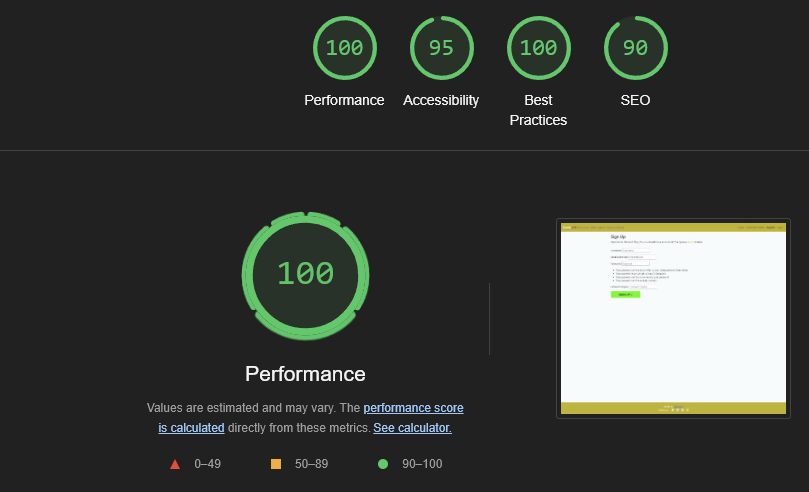 100
95
100
90
Performance
Accessibility
Best
Practices
SEO
100
Performance
Values are estimated and may vary. The performance score
is calculated directly from these metrics. See calculator.
0–49
50–89
90–100
Sign Up